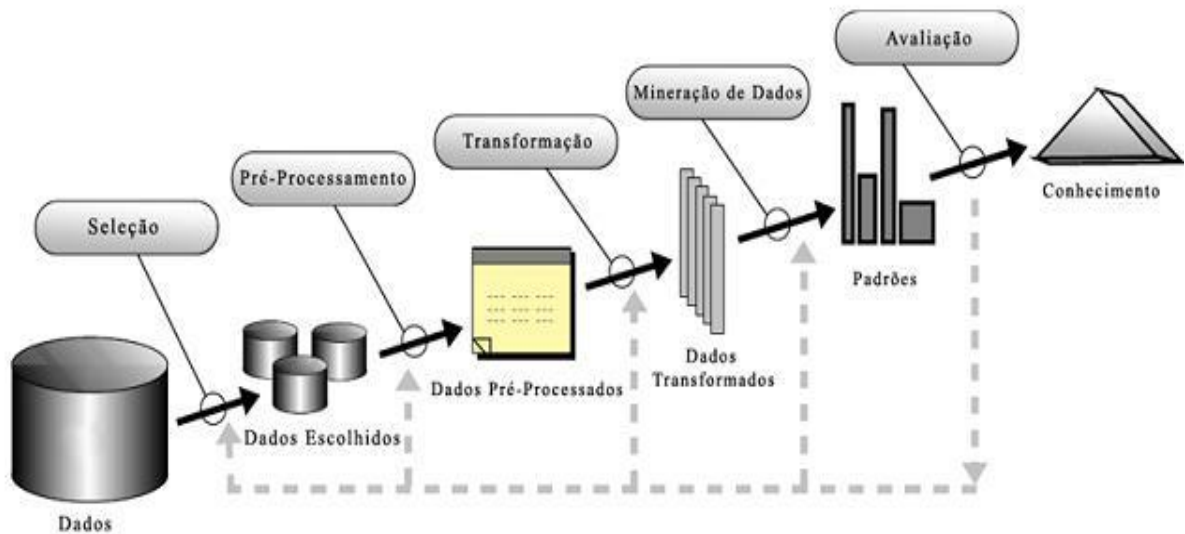 Avaliação
Mineração de Dados
Transformação
Pré-Processamento
Seleção
Conhecimento
Padrões
Dados
Transformados
Dados Pré-Processados
Dados Escolhidos
Dados